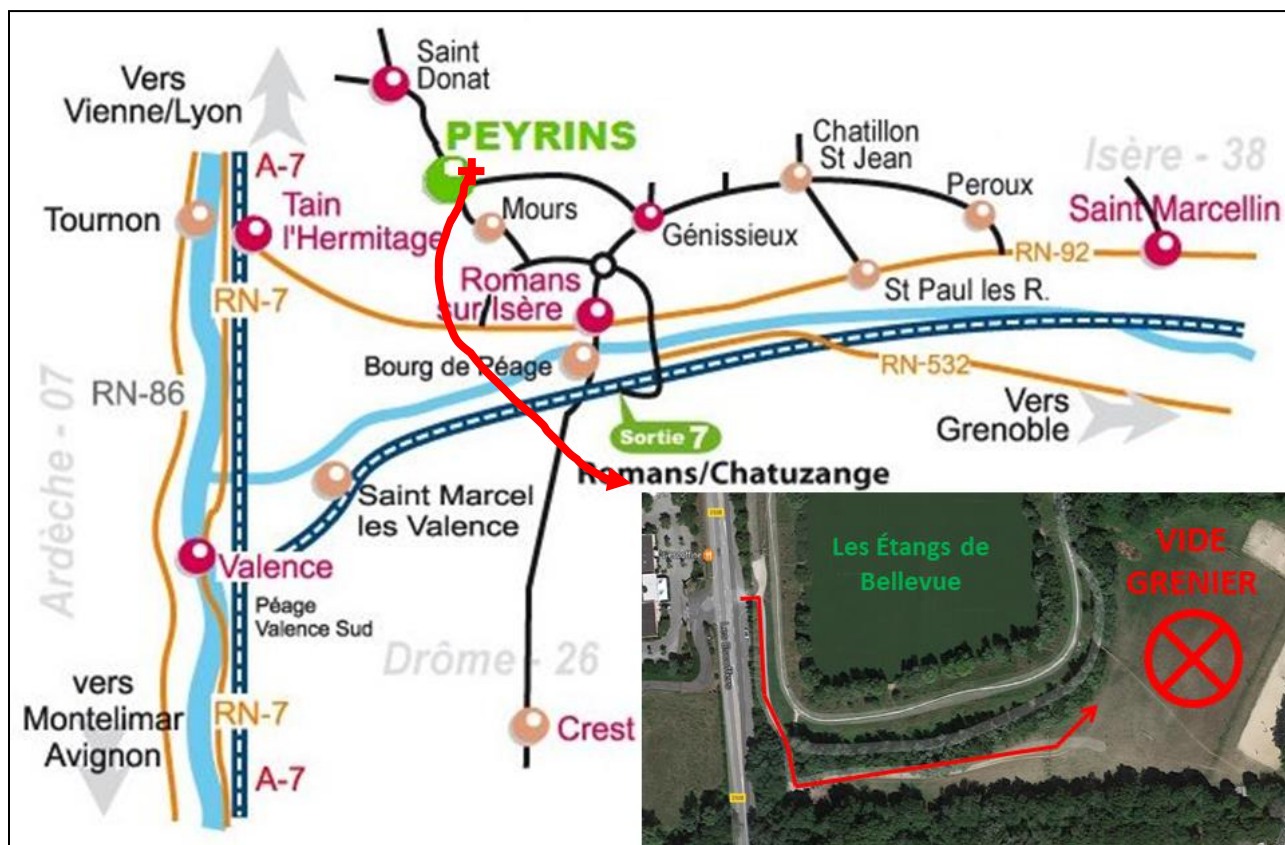 Saint
Donat
Vers
Vienne/Lyon
PEYRINS
Chatillon
St Jean
Isère - 38
A-7
Peroux
Tournon
Tain
l'Hermitage
Mours
Génissieux
Saint Marcellin
RN-92
RN-7
Romans
sur Isère
St Paul les R.
RN-86
Bourg de Péage
RN-532
Ardèche - 07
Vers
Grenoble
Sortie 7
Romans/Chatuzange
Saint Marcel
les Valence
Valence
Péage
Valence Sud
Drôme - 26
vers
Montelimar
Avignon
RN-7
Crest
A-7
Les Étangs de
Bellevue
VIDE
GRENIER